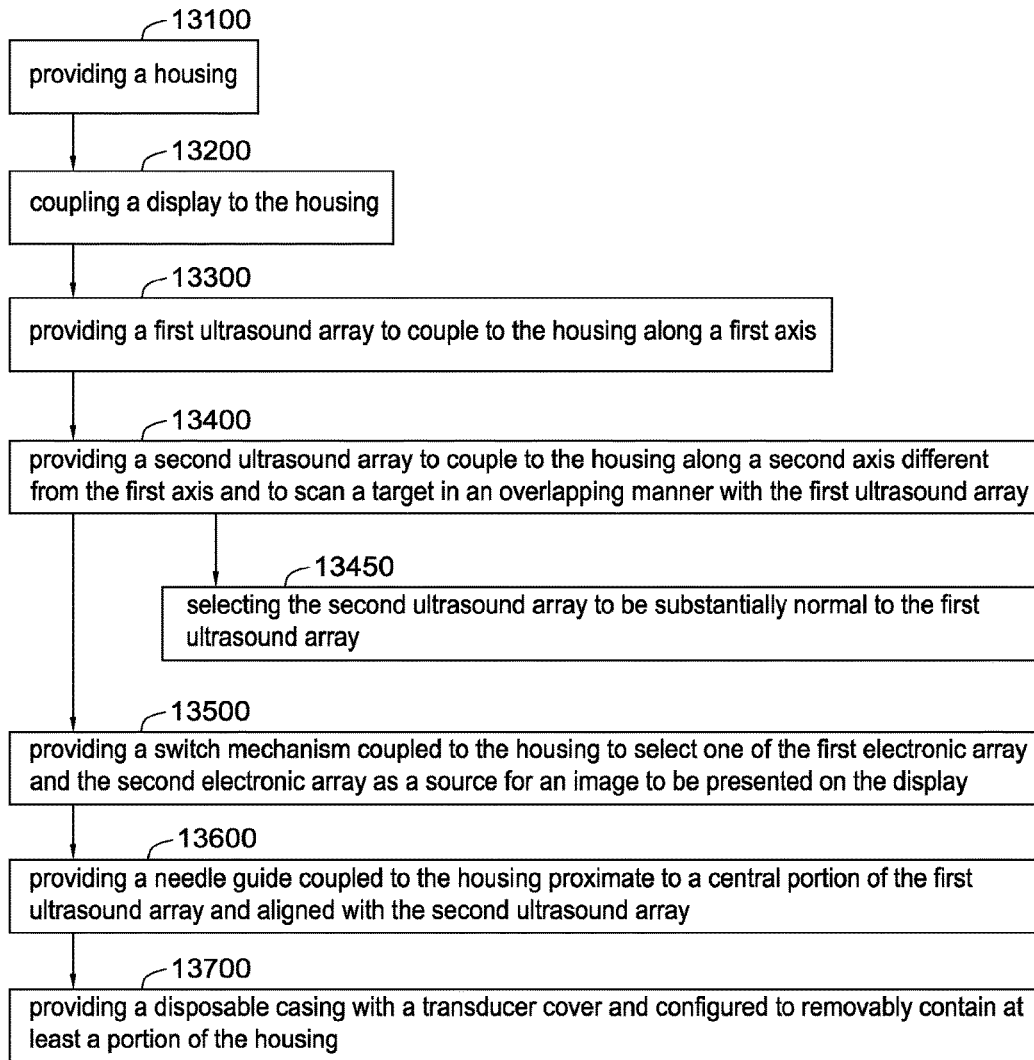 13100
providing a housing
13200
coupling a display to the housing
13300
providing a first ultrasound array to couple to the housing along a first axis
13400
providing a second ultrasound array to couple to the housing along a second axis different
from the first axis and to scan a target in an overlapping manner with the first ultrasound array
13450
selecting the second ultrasound array to be substantially normal to the first
ultrasound array
13500
providing a switch mechanism coupled to the housing to select one of the first electronic array
and the second electronic array as a source for an image to be presented on the display
13600
providing a needle guide coupled to the housing proximate to a central portion of the first
ultrasound array and aligned with the second ultrasound array
13700
providing a disposable casing with a transducer cover and configured to removably contain at
least a portion of the housing